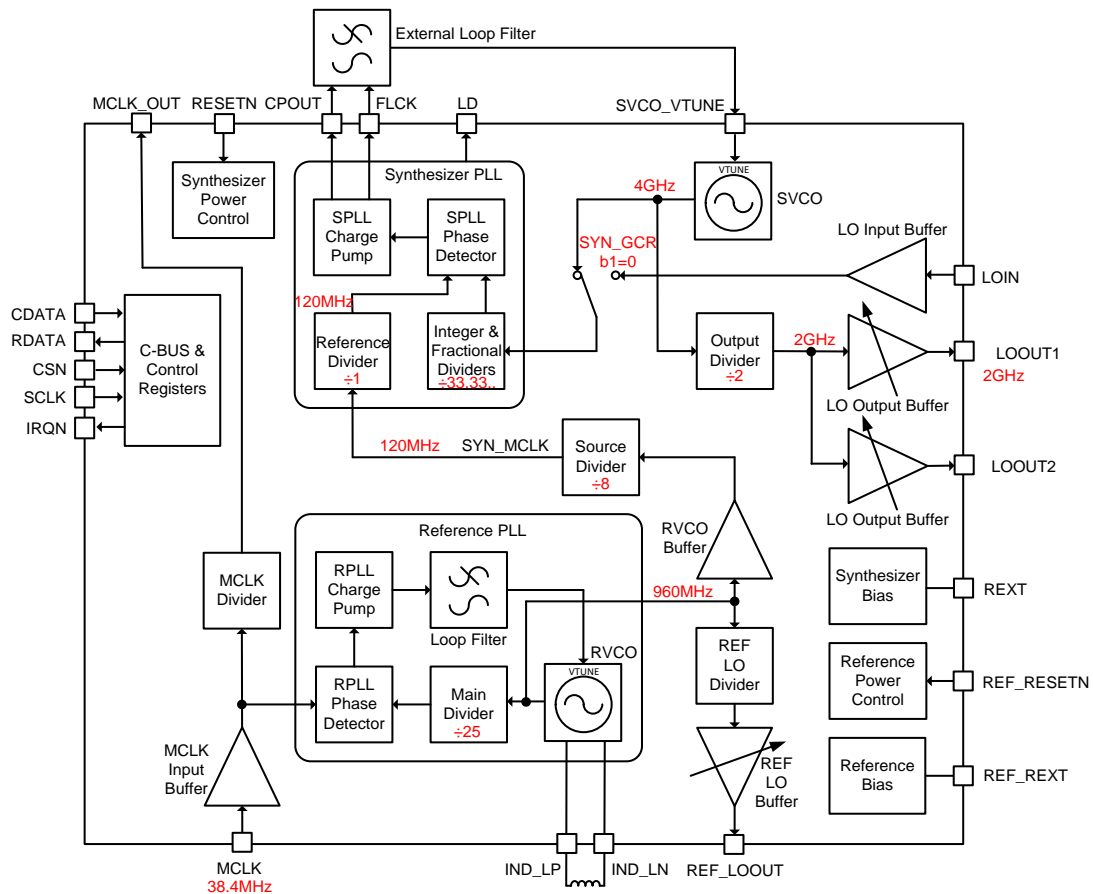 External Loop Filter
MCLK_OUT
RESETN
CPOUT
FLCK
LD
SVCO_VTUNE
Synthesizer
Power
Control
Synthesizer PLL
SPLL
Charge
Pump
SPLL
Phase
Detector
4GHz
VTUNE
SVCO
SYN_GCR
b1=0
LO Input Buffer
LOIN
120MHz
Reference
Divider
÷1
Integer &
Fractional
Dividers
÷33.33..
Output
Divider
÷2
2GHz
LOOUT1
2GHz
LO Output Buffer
CDATA
RDATA
CSN
SCLK
IRQN
C-BUS &
Control
Registers
120MHz
SYN_MCLK
Source
Divider
÷8
LOOUT2
LO Output Buffer
Reference PLL
RVCO
Buffer
MCLK
Divider
RPLL
Charge
Pump
Loop Filter
960MHz
Synthesizer
Bias
REXT
RPLL
Phase
Detector
Main
Divider
÷25
RVCO
VTUNE
REF
LO
Divider
Reference
Power
Control
REF_RESETN
MCLK
Input
Buffer
REF
LO
Buffer
Reference
Bias
REF_REXT
MCLK
38.4MHz
IND_LP
IND_LN
REF_LOOUT